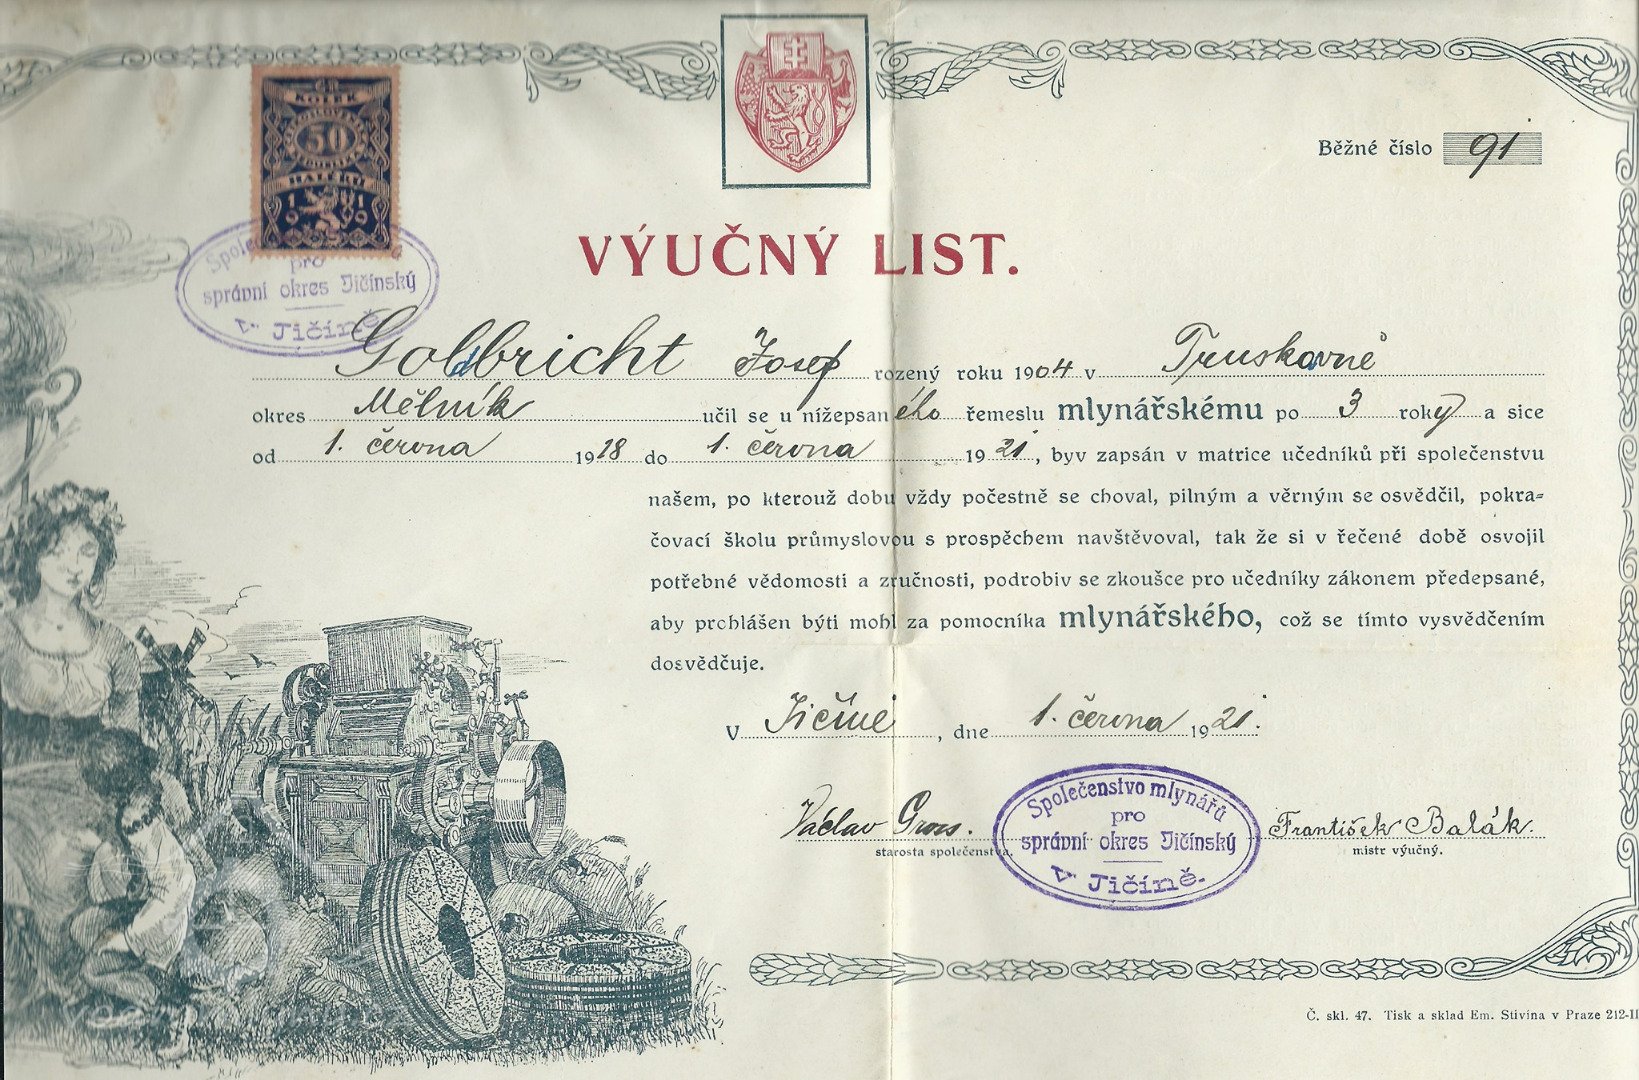 KOLEK
50
HALÉŘŮ
1919
Běžné číslo 91
VÝUČNÝ LIST.
pro
správní okres Jičínský
v Jičíně
Goldbricht Josef rozený roku 1904 v Truskavně
okres Mělník učil se u nížepsaného řemeslu mlynářskému po 3 roky a sice
od 1. června 1918 do 1. června 1921, byv zapsán v matrice učedníků při společenstvu
našem, po kterouž dobu vždy počestně se choval, pilným a věrným se osvědčil, pokra=
čovací školu průmyslovou s prospěchem navštěvoval, tak že si v řečené době osvojil
potřebné vědomosti a zručnosti, podrobiv se zkoušce pro učedníky zákonem předepsané,
aby prohlášen býti mohl za pomocníka mlynářského, což se tímto vysvědčením
dosvědčuje.
V Jičíně, dne 1. června 1921.
Václav Gross.
starosta společenstva.
Společenstvo mlynářů
pro
správní okres Jičínský
v Jičíně.
František Balák.
mistr výučný.
Č. skl. 47. Tisk a sklad Em. Stivína v Praze 212-II